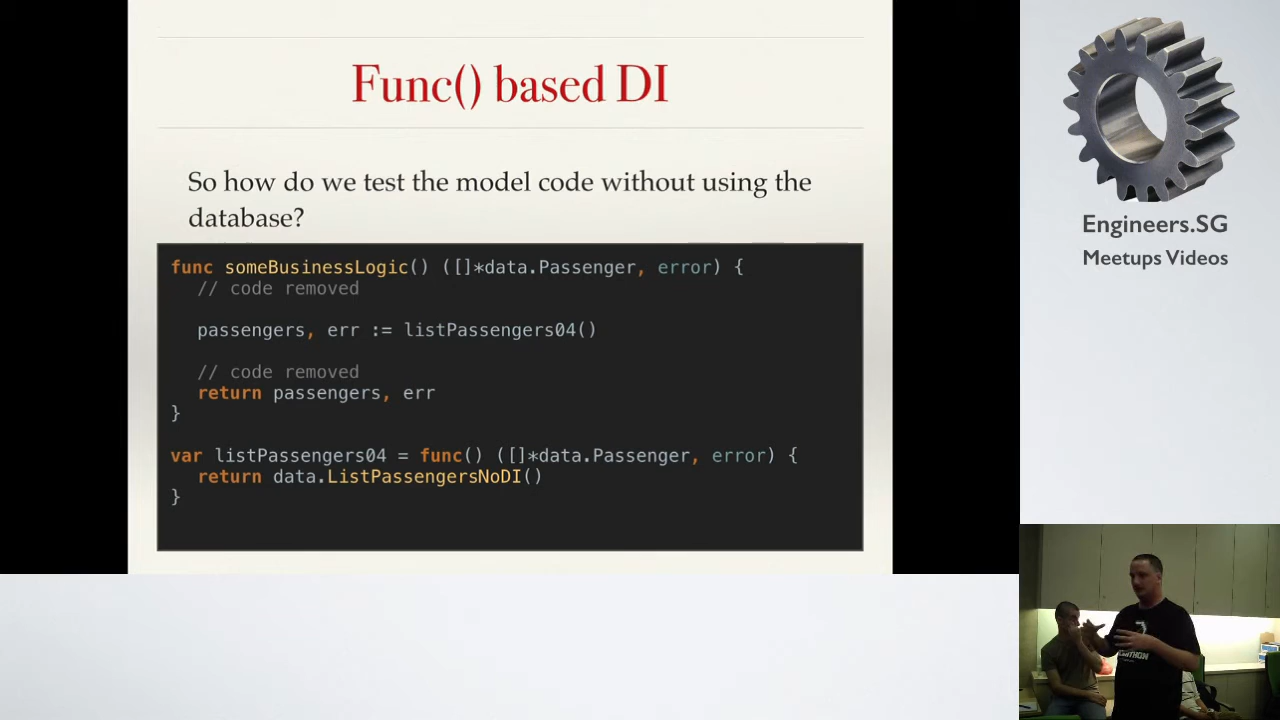 Func() based DI
So how do we test the model code without using the
database?
func someBusinessLogic() ([]*data.Passenger, error) {
// code removed
passengers, err := listPassengers04()
// code removed
return passengers, err
}
var listPassengers04 = func() ([]*data.Passenger, error) {
return data.ListPassengersNoDI()
}
Engineers.SG
Meetups Videos